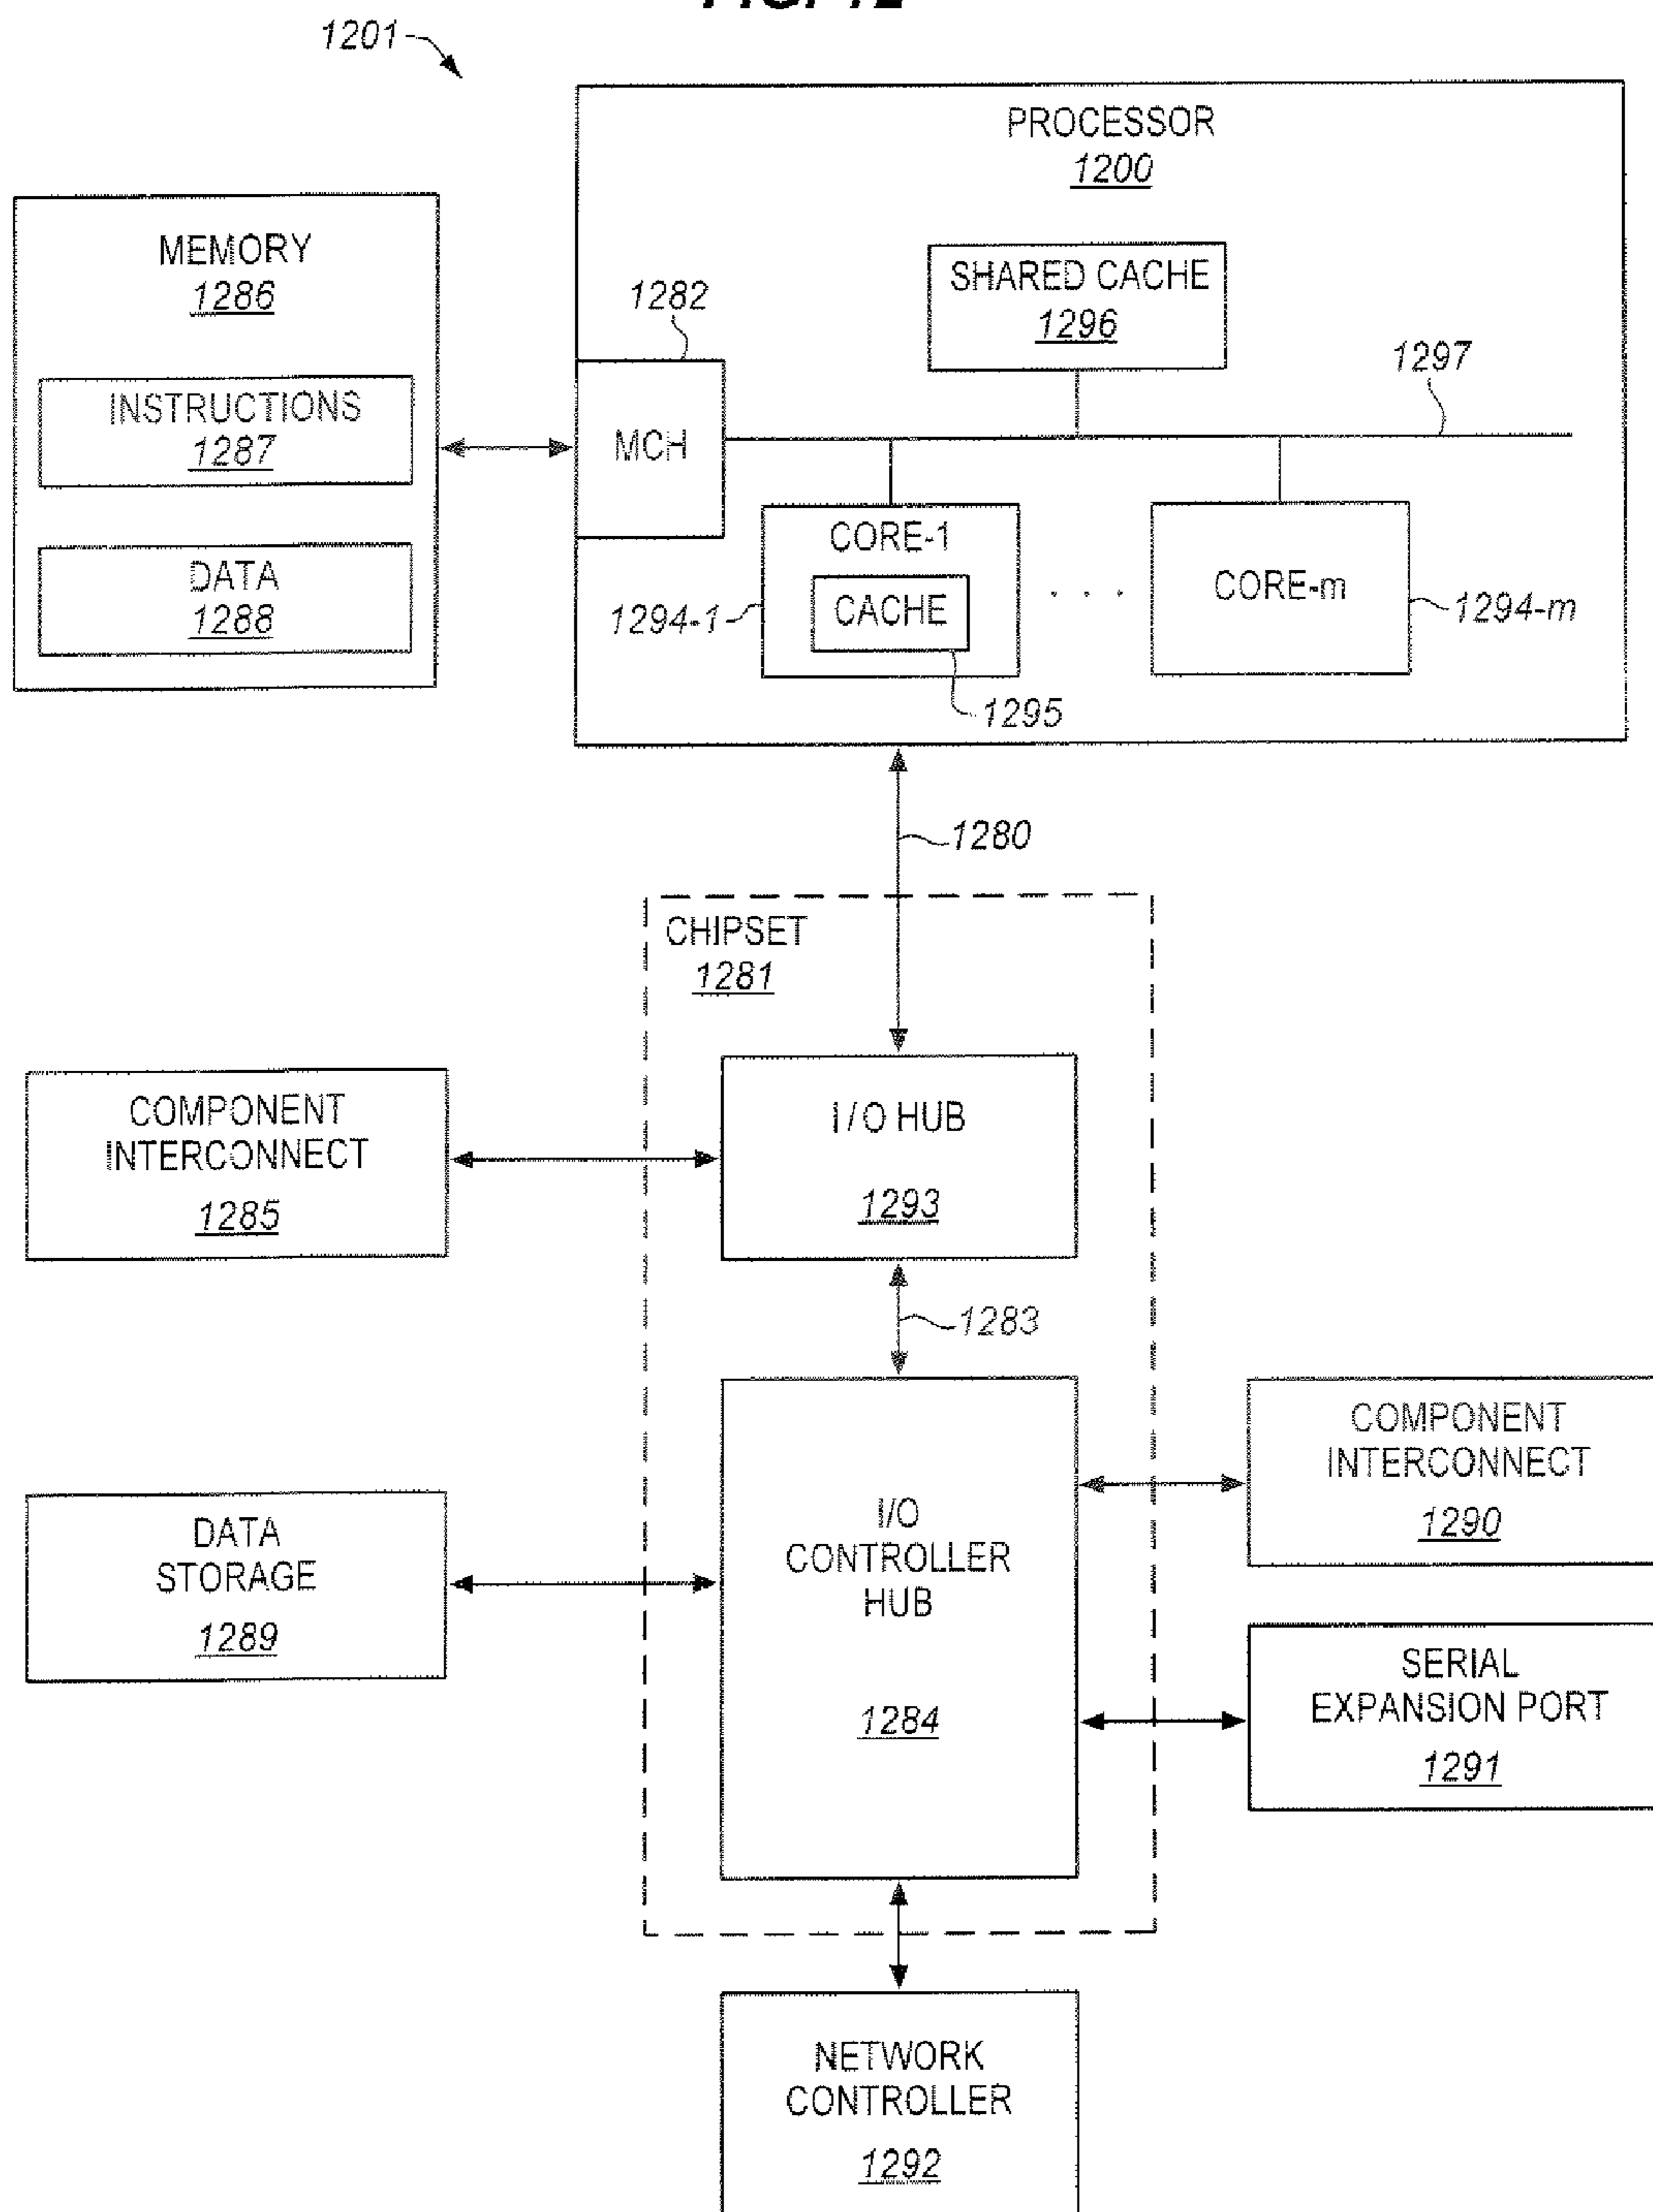 FIG. 12
1201
PROCESSOR
1200
MEMORY
1286
SHARED CACHE
1296
1282
1297
INSTRUCTIONS
1287
MCH
CORE-1
CACHE
1294-1
. . .
CORE-m
1294-m
DATA
1288
1295
1280
CHIPSET
1281
COMPONENT
INTERCONNECT
1285
I/O HUB
1293
1283
COMPONENT
INTERCONNECT
1290
DATA
STORAGE
1289
I/O
CONTROLLER
HUB
1284
SERIAL
EXPANSION PORT
1291
NETWORK
CONTROLLER
1292